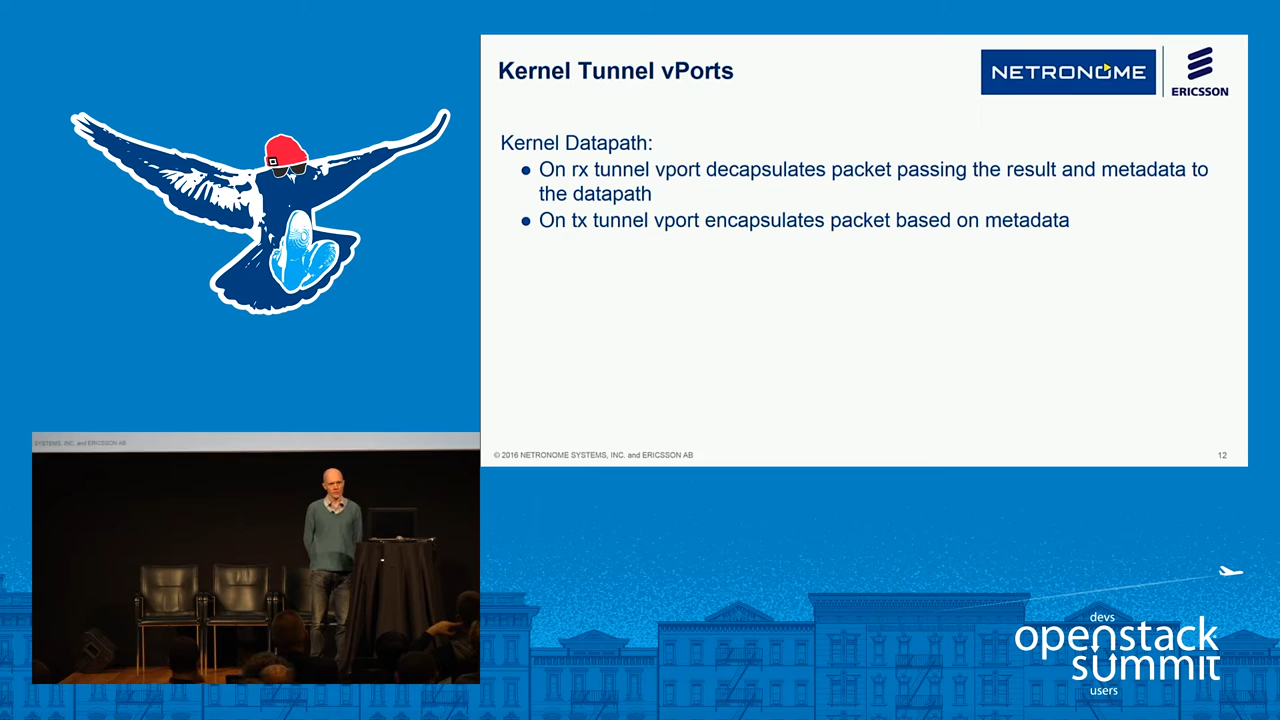 Kernel Tunnel vPorts
NETRONOME
ERICSSON
Kernel Datapath:
● On rx tunnel vport decapsulates packet passing the result and metadata to
the datapath
● On tx tunnel vport encapsulates packet based on metadata
© 2016 NETRONOME SYSTEMS, INC. and ERICSSON AB
12
SYSTEMS, INC. and ERICSSON AB
devs
openstack
summit
users